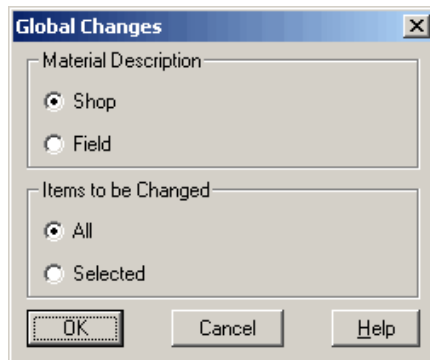 Global Changes
Material Description
Shop
Field
Items to be Changed
All
Selected
OK Cancel Help